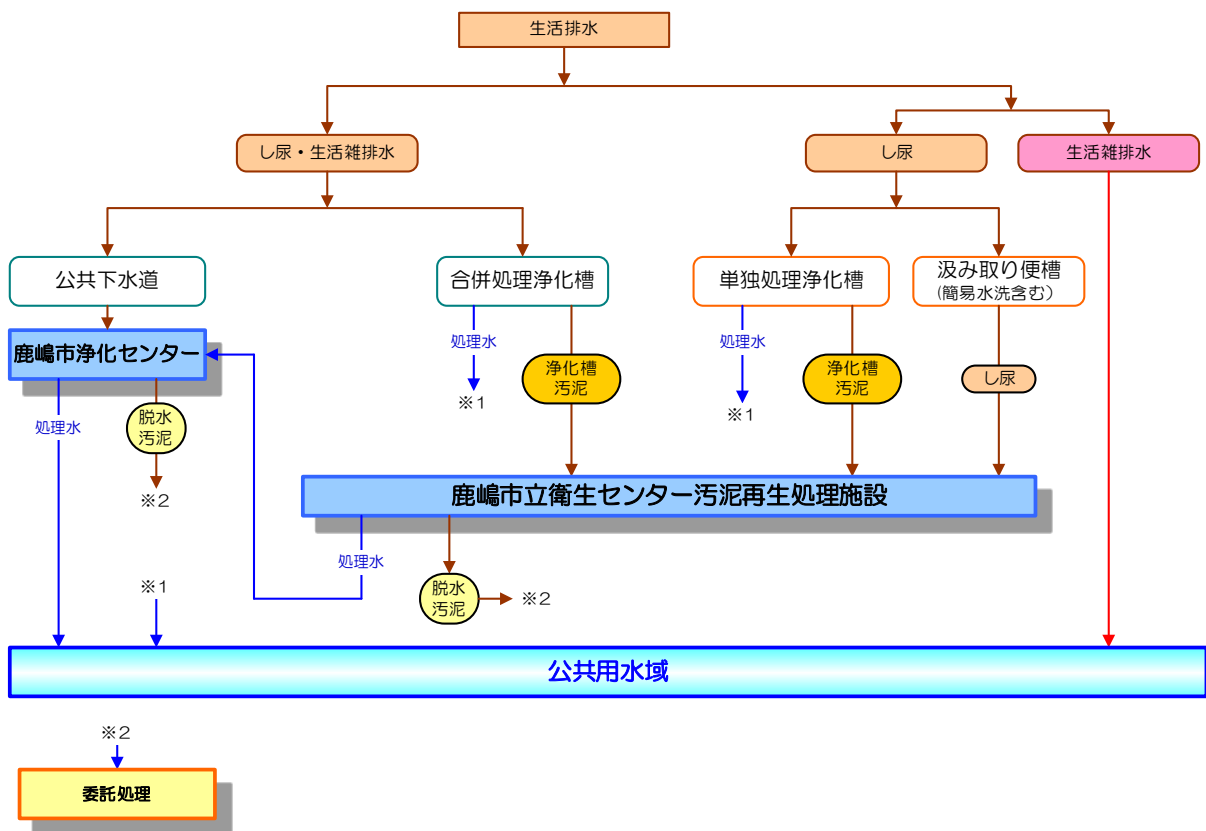 生活排水
し尿・生活雑排水
し尿
生活雑排水
公共下水道
合併処理浄化槽
単独処理浄化槽
汲み取り便槽
(簡易水洗含む)
鹿嶋市浄化センター
処理水
浄化槽
汚泥
処理水
浄化槽
汚泥
し尿
※1
※1
処理水
脱水
汚泥
※2
鹿嶋市立衛生センター汚泥再生処理施設
処理水
脱水
汚泥
※2
※1
公共用水域
※2
委託処理